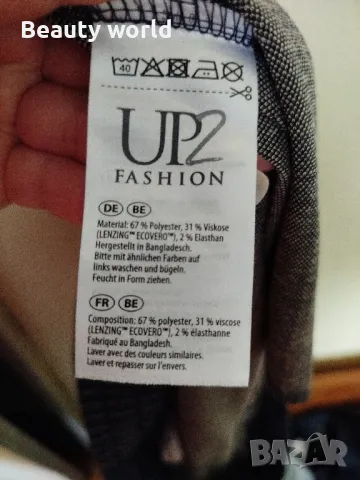 Beauty world
40
UP2
FASHION
DE BE
Material: 67 % Polyester, 31 % Viskose
(LENZING™ ECOVERO™), 2 % Elasthan
Hergestellt in Bangladesch.
Bitte mit ähnlichen Farben auf
links waschen und bügeln.
Feucht in Form ziehen.
FR BE
Composition: 67 % polyester, 31 % viscose
(LENZING™ ECOVERO™), 2 % élasthanne
Fabriqué au Bangladesh.
Laver avec des couleurs similaires.
Laver et repasser sur l'envers.
BAZAR